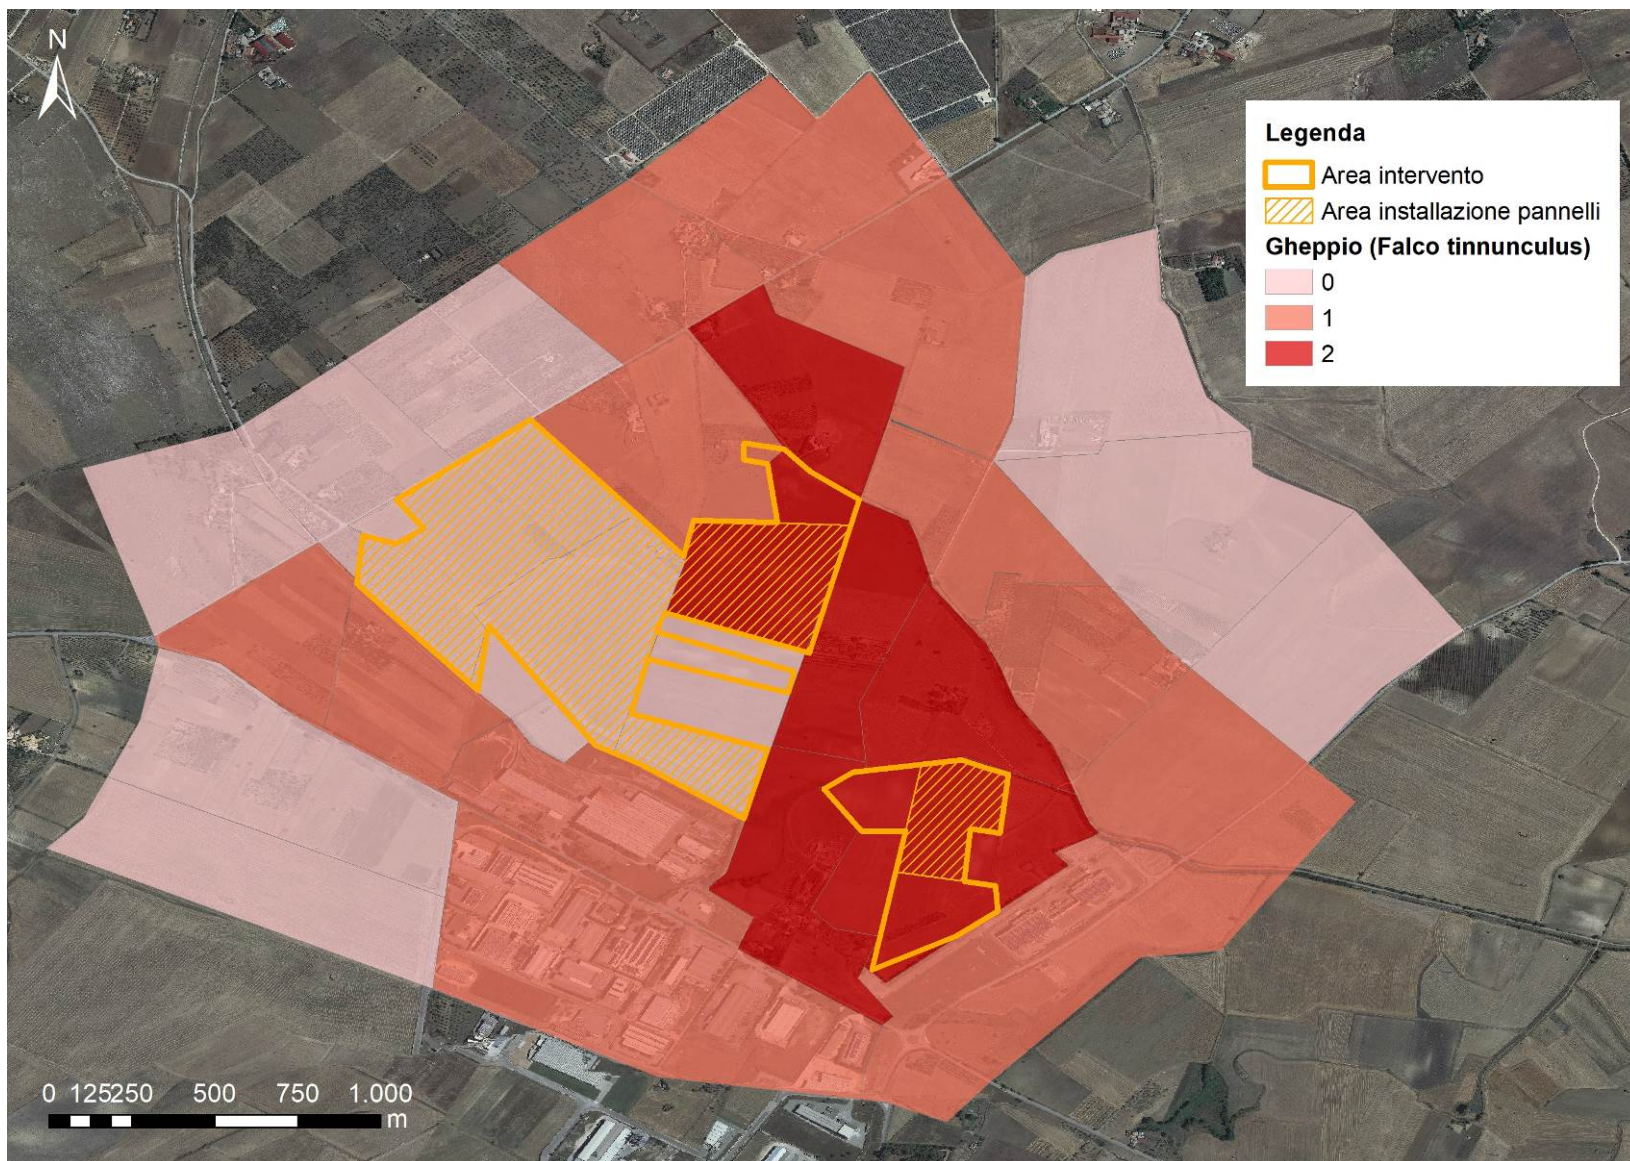 N
Legenda
Area intervento
Area installazione pannelli
Gheppio (Falco tinnunculus)
0
1
2
0 125250 500 750 1.000
m